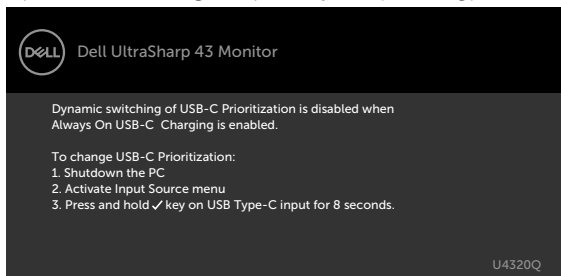 DELL
Dell UltraSharp 43 Monitor
Dynamic switching of USB-C Prioritization is disabled when
Always On USB-C Charging is enabled.
To change USB-C Prioritization:
1. Shutdown the PC
2. Activate Input Source menu
3. Press and hold ✓ key on USB Type-C input for 8 seconds.
U4320Q